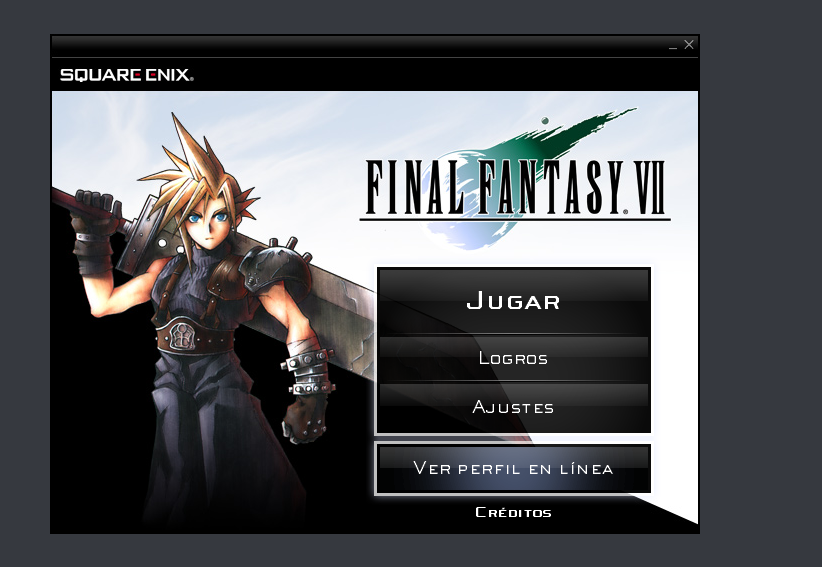 SQUARE ENIX®
FINAL FANTASY® VII
Jugar
Logros
Ajustes
Ver perfil en línea
Créditos